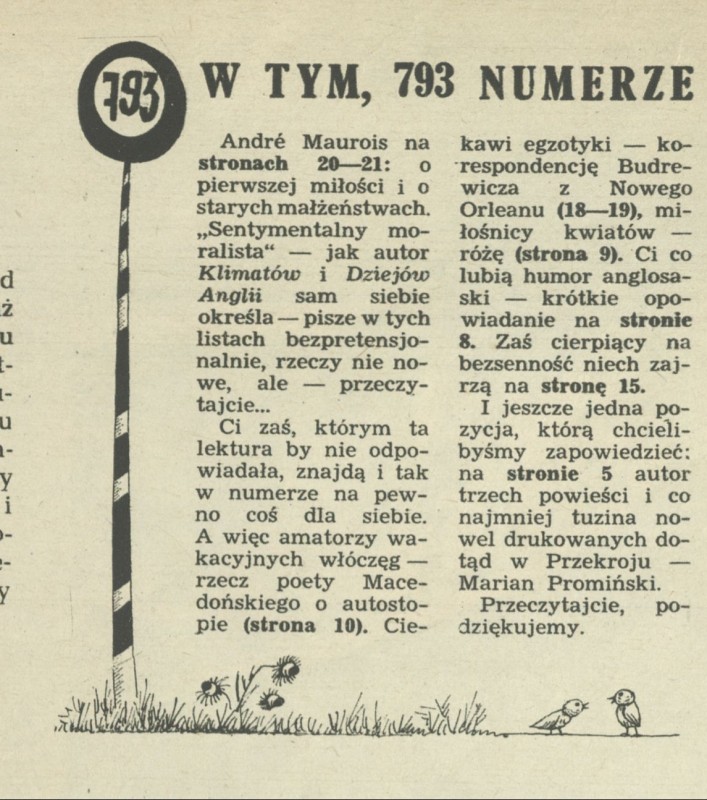 793
W TYM, 793 NUMERZE
André Maurois na
stronach 20—21: o
pierwszej miłości i o
starych małżeństwach.
„Sentymentalny mo-
ralista“ — jak autor
Klimatów i Dziejów
Anglii sam siebie
określa — pisze w tych
listach bezpretensjo-
nalnie, rzeczy nie no-
we, ale — przeczy-
tajcie...
Ci zaś, którym ta
lektura by nie odpo-
wiadała, znajdą i tak
w numerze na pew-
no coś dla siebie.
A więc amatorzy wa-
kacyjnych włóczęg —
rzecz poety Mace-
dońskiego o autosto-
pie (strona 10). Cie-
kawi egzotyki — ko-
respondencję Budre-
wicza z Nowego
Orleanu (18—19), mi-
łośnicy kwiatów —
różę (strona 9). Ci co
lubią humor anglosa-
ski — krótkie opo-
wiadanie na stronie
8. Zaś cierpiący na
bezsenność niech zaj-
rzą na stronę 15.
I jeszcze jedna po-
zycja, którą chcieli-
byśmy zapowiedzieć:
na stronie 5 autor
trzech powieści i co
najmniej tuzina no-
wel drukowanych do-
tąd w Przekroju —
Marian Promiński.
Przeczytajcie, po-
dziękujemy.